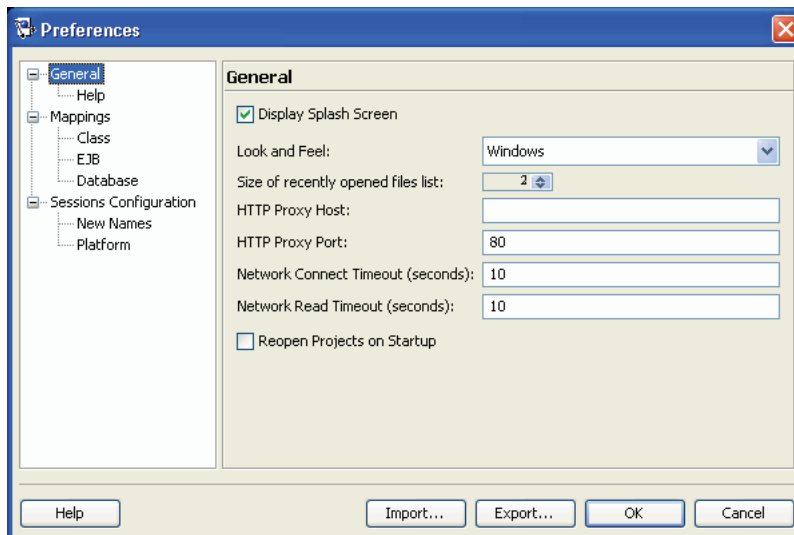 Preferences
General
Help
Mappings
Class
EJB
Database
Sessions Configuration
New Names
Platform
General
Display Splash Screen
Look and Feel: Windows
Size of recently opened files list: 2
HTTP Proxy Host:
HTTP Proxy Port: 80
Network Connect Timeout (seconds): 10
Network Read Timeout (seconds): 10
Reopen Projects on Startup
Help Import... Export... OK Cancel